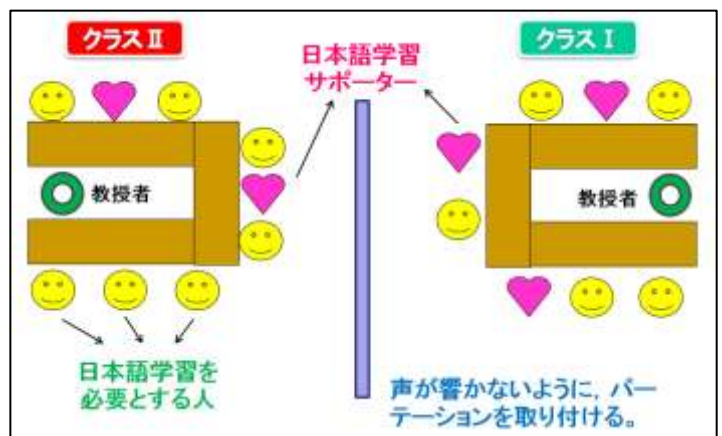 クラスⅡ
クラスⅠ
日本語学習
サポーター
教授者
教授者
日本語学習を
必要とする人
声が響かないように，パー
テーションを取り付ける。